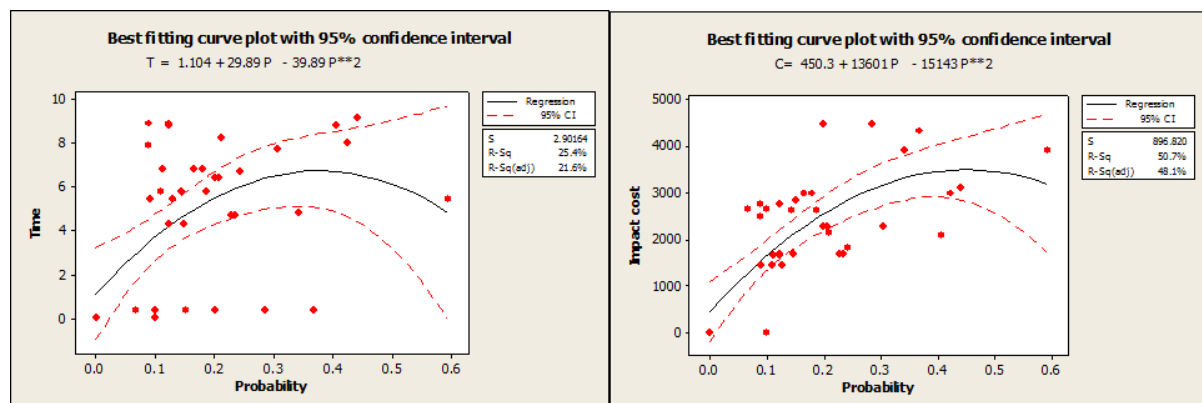 Best fitting curve plot with 95% confidence interval
T = 1.104 + 29.89 P - 39.89 P**2
10
8
6
4
2
0
Time
0.0 0.1 0.2 0.3 0.4 0.5 0.6
Probability
Regression
95% CI
S 2.90164
R-Sq 25.4%
R-Sq(adj) 21.6%
Best fitting curve plot with 95% confidence interval
C= 450.3 + 13601 P - 15143 P**2
5000
4000
3000
2000
1000
0
Impact cost
0.0 0.1 0.2 0.3 0.4 0.5 0.6
Probability
Regression
95% CI
S 896.820
R-Sq 50.7%
R-Sq(adj) 48.1%